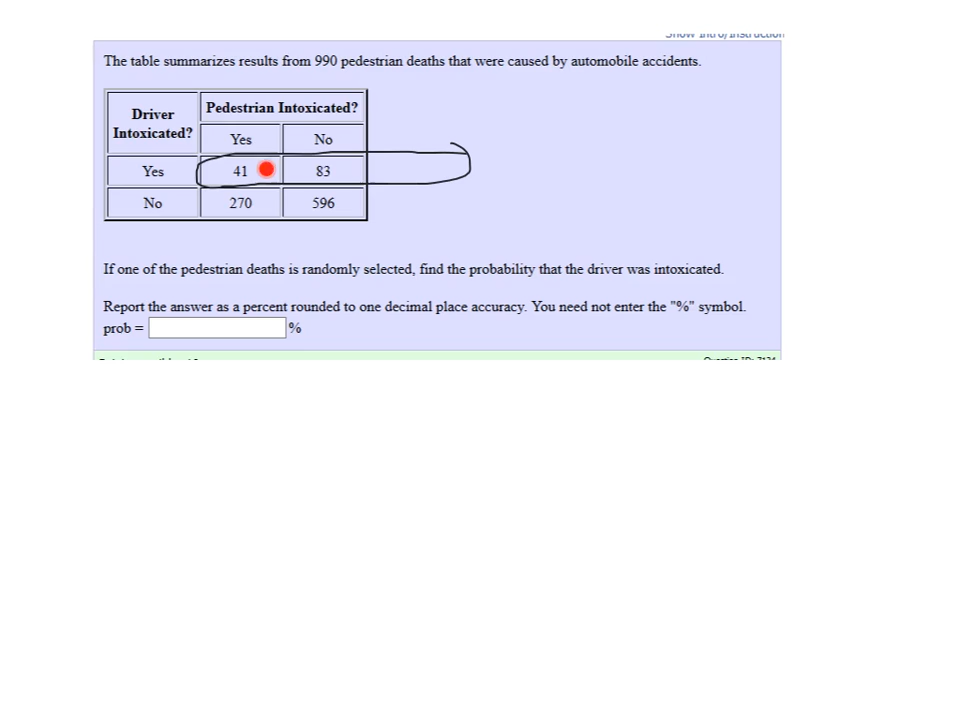 The table summarizes results from 990 pedestrian deaths that were caused by automobile accidents.
Driver Intoxicated?
Pedestrian Intoxicated?
Yes No
Yes 41 83
No 270 596
If one of the pedestrian deaths is randomly selected, find the probability that the driver was intoxicated.
Report the answer as a percent rounded to one decimal place accuracy. You need not enter the "%" symbol.
prob = %